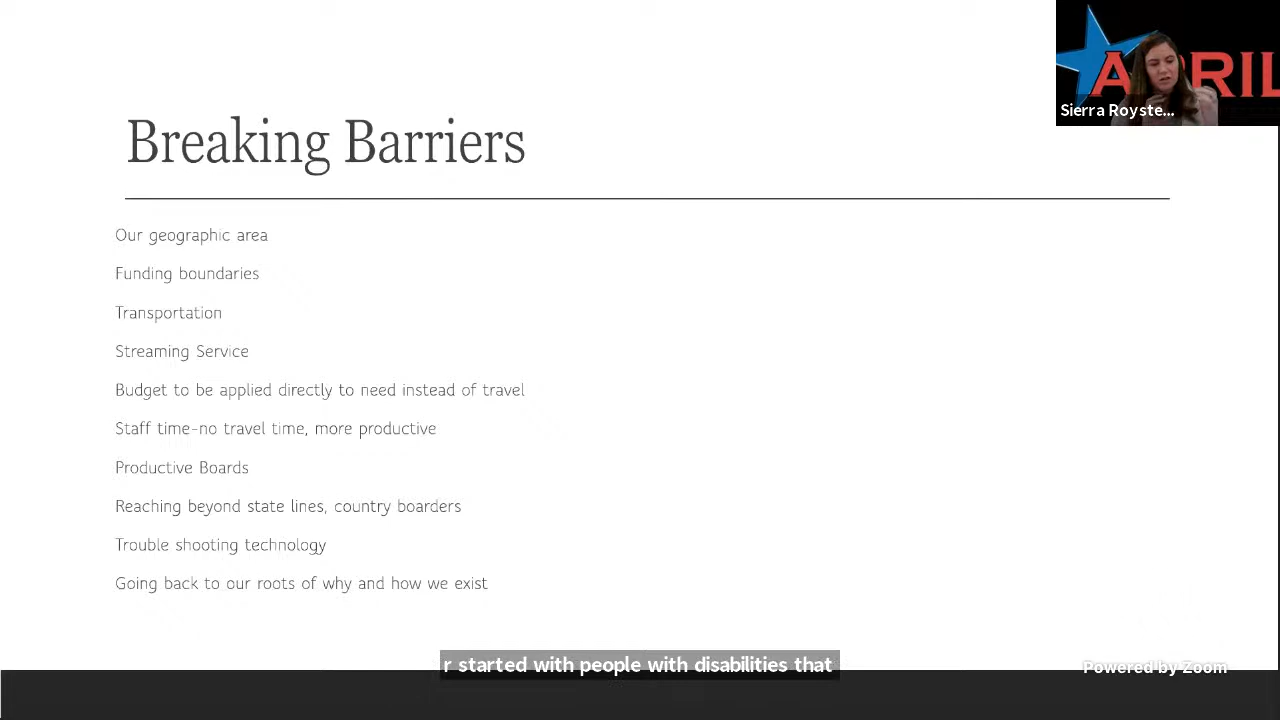 APRIL
Sierra Royste...
Breaking Barriers
Our geographic area
Funding boundaries
Transportation
Streaming Service
Budget to be applied directly to need instead of travel
Staff time-no travel time, more productive
Productive Boards
Reaching beyond state lines, country boarders
Trouble shooting technology
Going back to our roots of why and how we exist
r started with people with disabilities that
Powered by Zoom